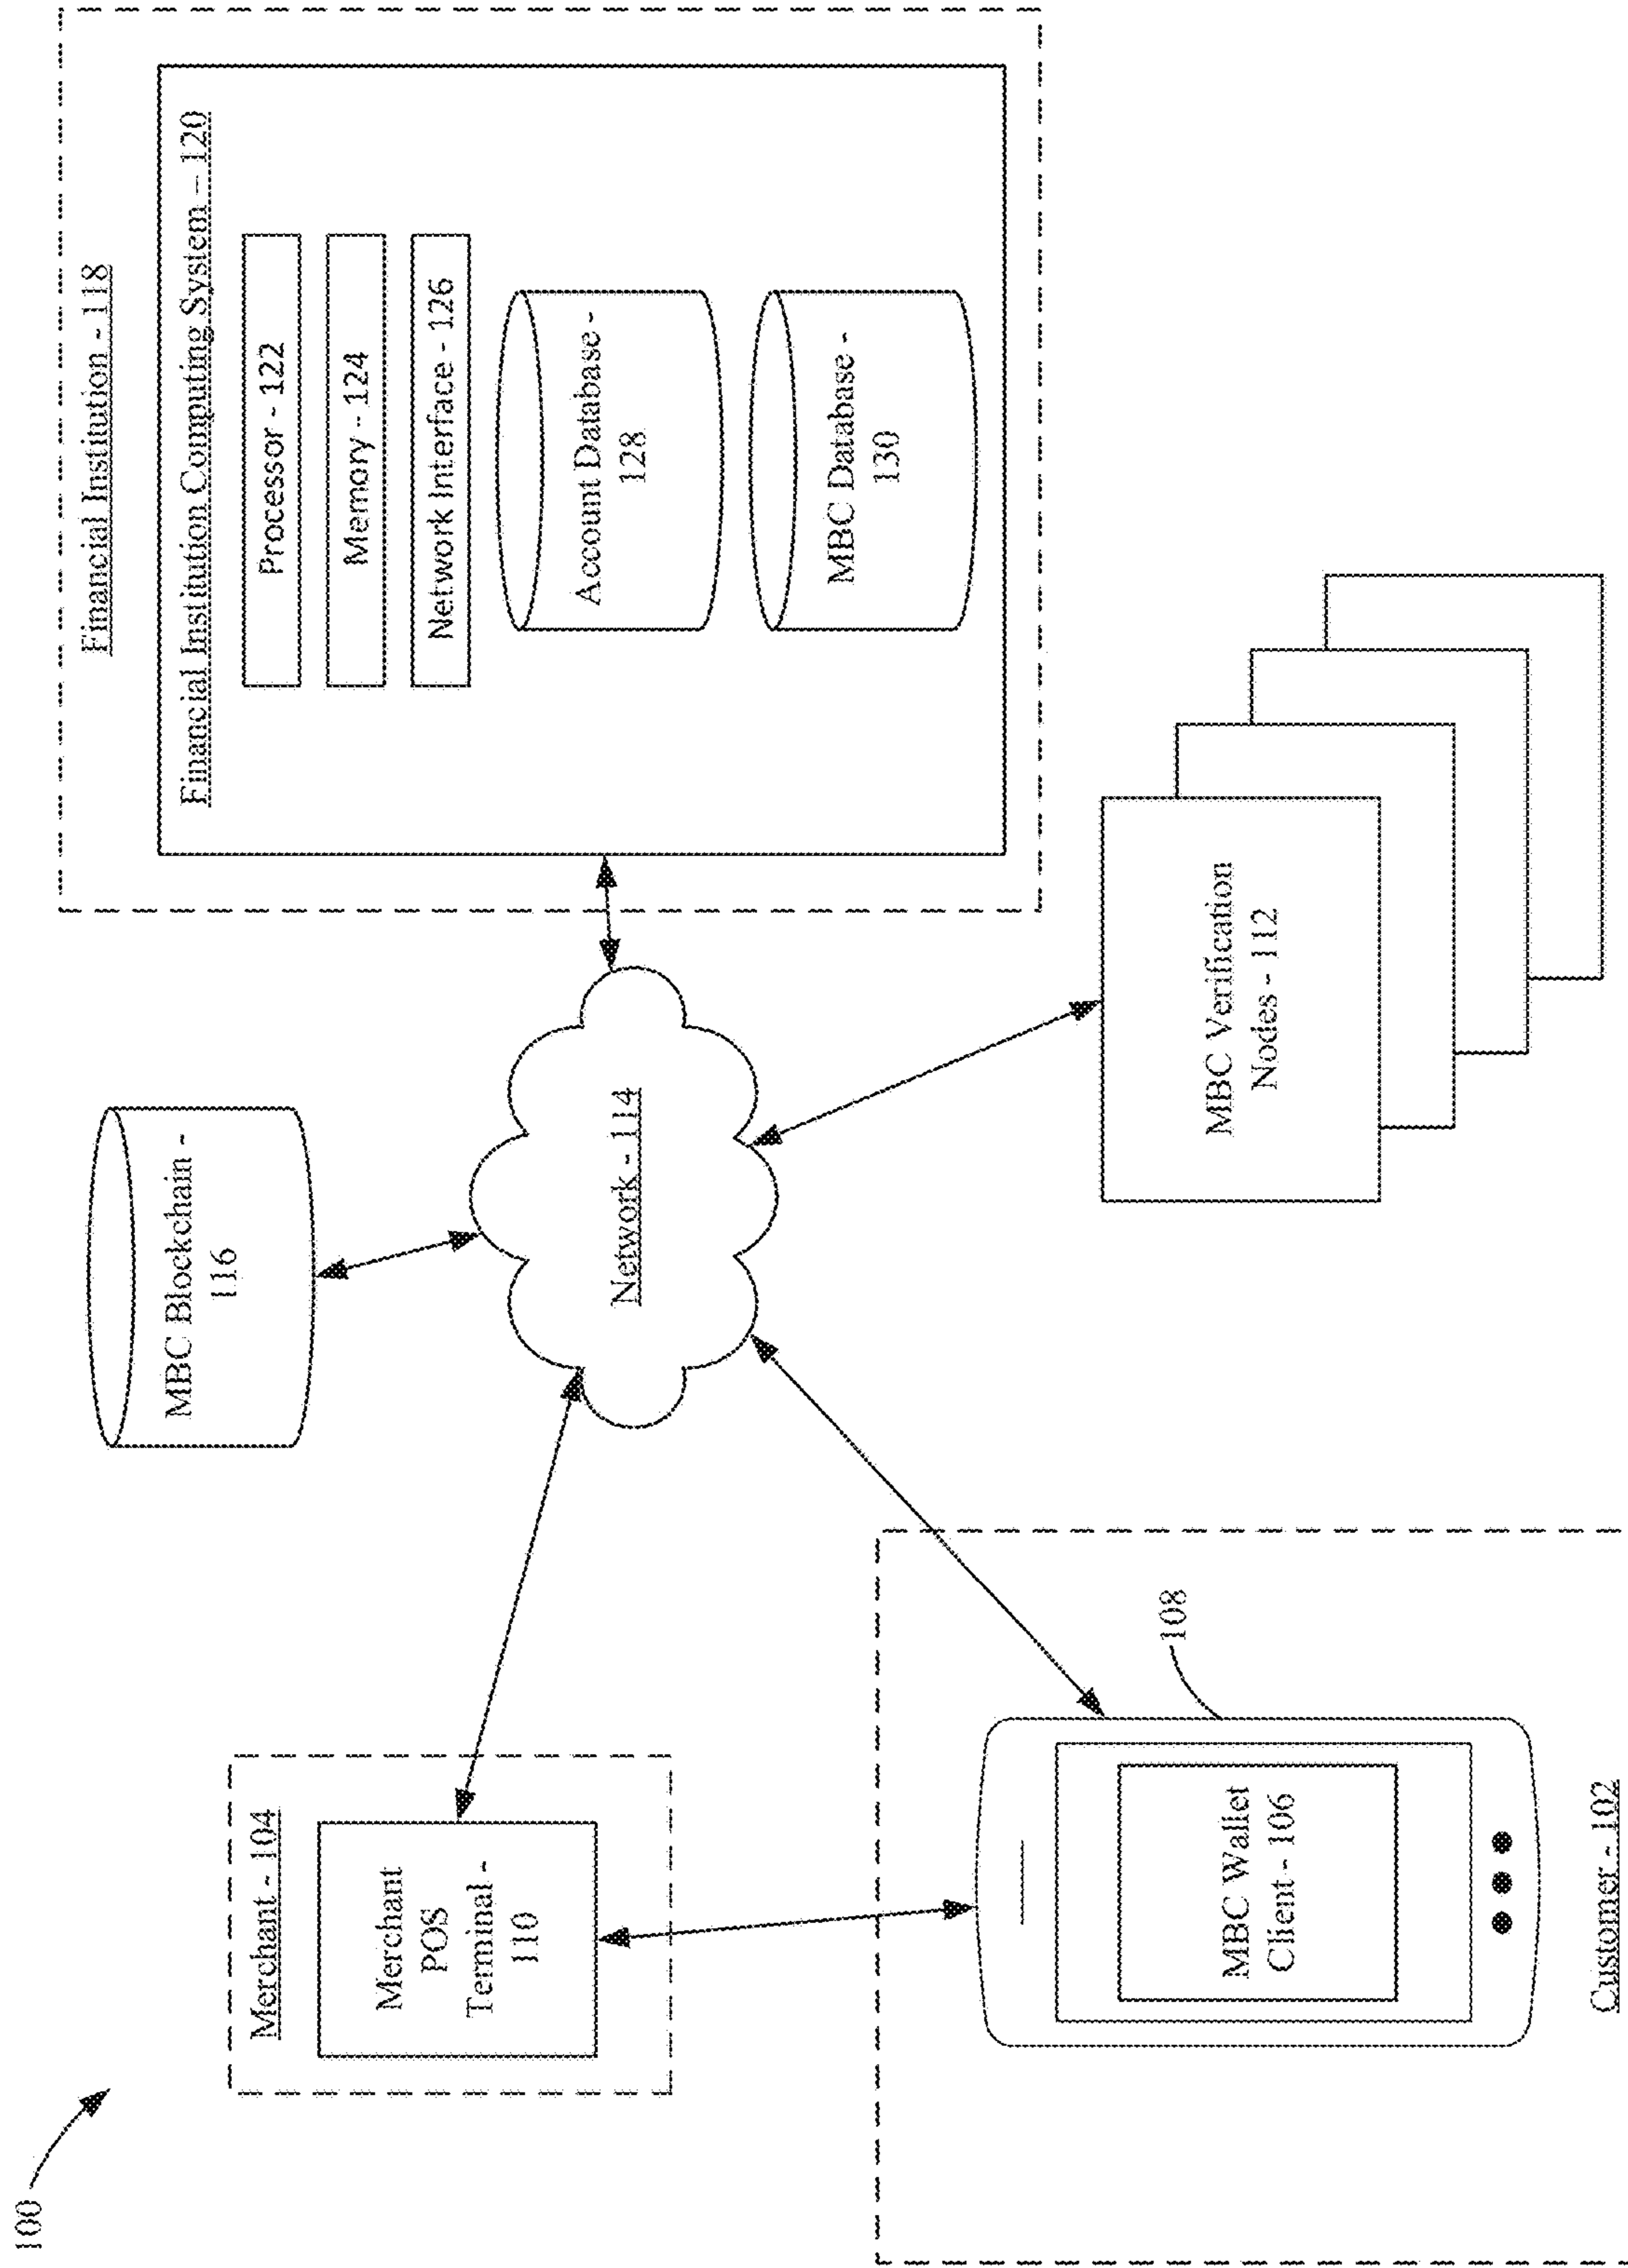 100
Merchant - 104
Merchant
POS
Terminal -
110
MBC Blockchain -
116
Financial Institution - 118
Financial Institution Computing System – 120
Processor - 122
Memory - 124
Network Interface - 126
Account Database -
128
MBC Database -
130
Network - 114
MBC Verification
Nodes - 112
108
MBC Wallet
Client - 106
Customer - 102